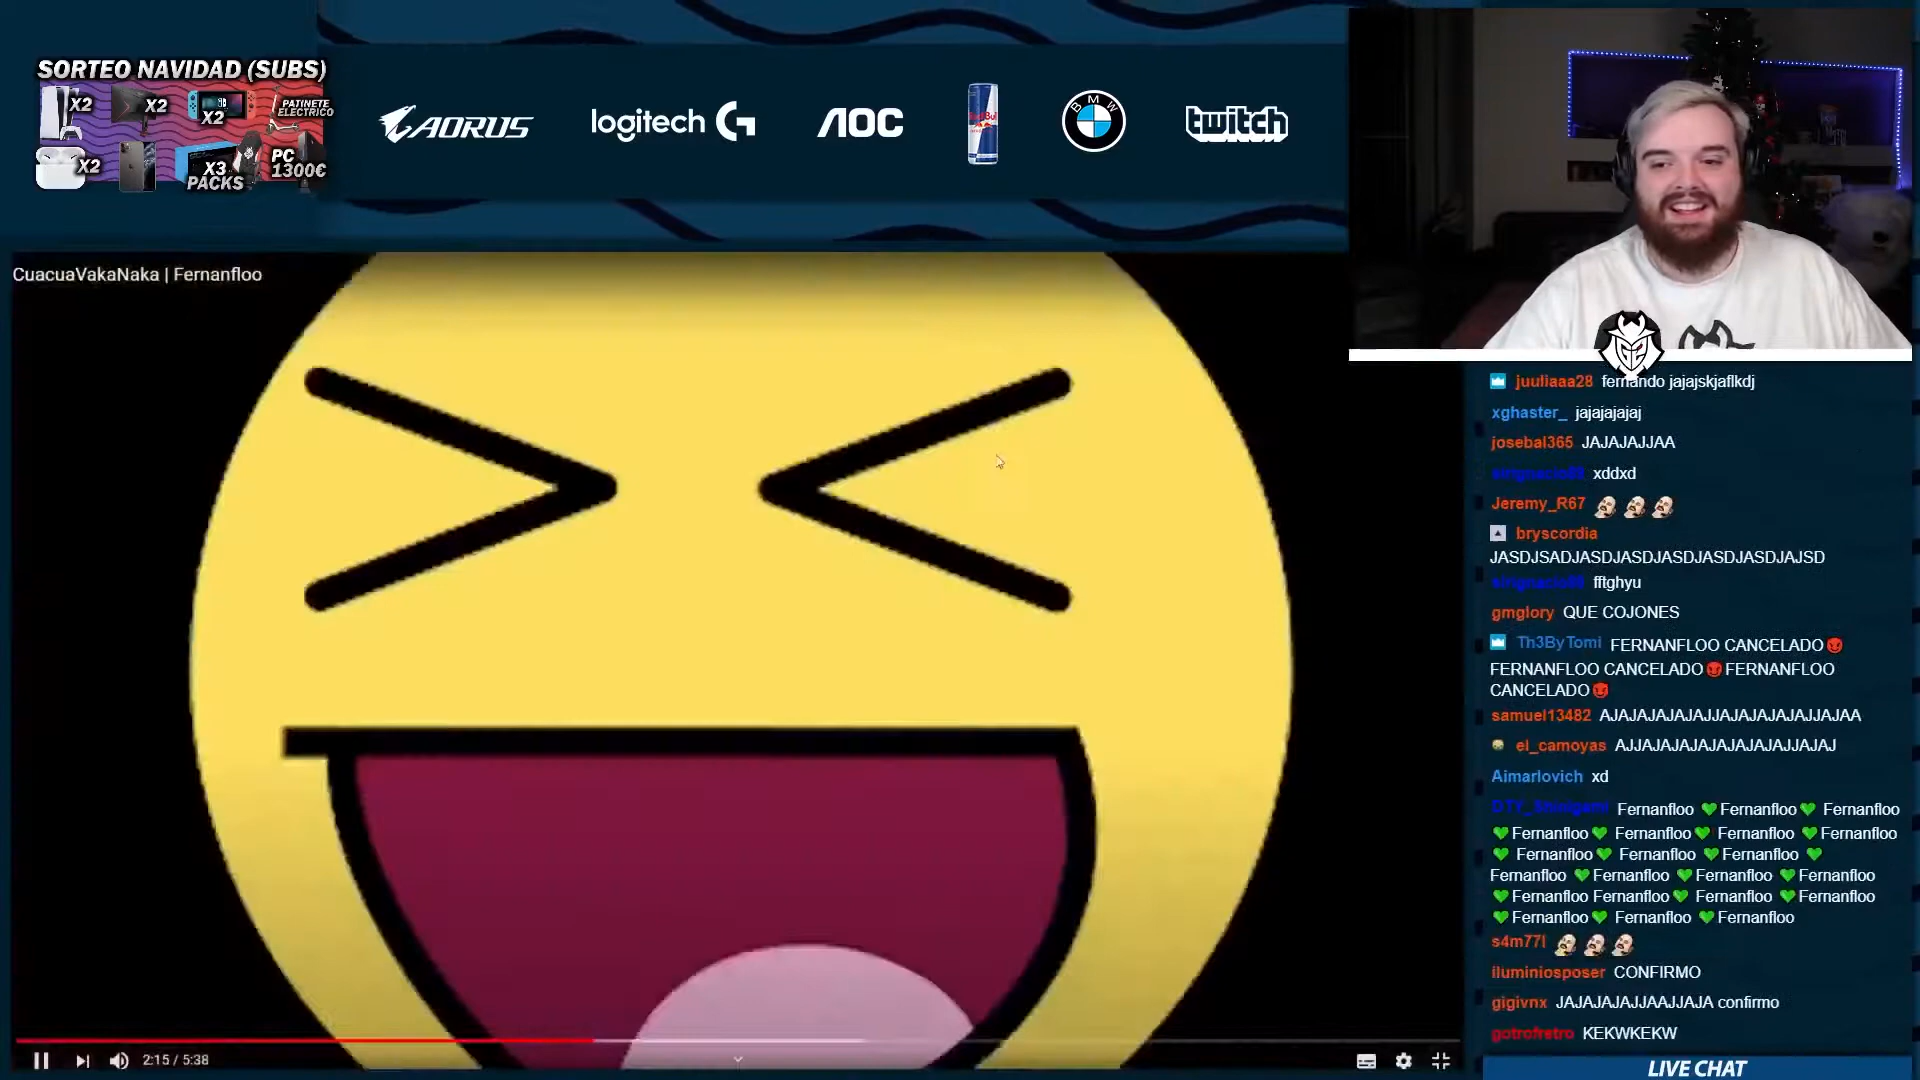 SORTEO NAVIDAD (SUBS)
X2
X2
X2
PATINETE
ELECTRICO
X2
X3
PACKS
PC
1300€
AORUS
logitech G
AOC
Red Bull
BMW
twitch
CuacuaVakaNaka | Fernanfloo
juuliaaa28 fernando jajajskjaflkdj
xghaster_ jajajajajaj
josebal365 JAJAJAJJAA
xddxd
Jeremy_R67
bryscordia
JASDJSADJASDJASDJASDJASDJASDJAJSD
fftghyu
gmglory QUE COJONES
Th3ByTomi FERNANFLOO CANCELADO😡
FERNANFLOO CANCELADO😡FERNANFLOO
CANCELADO😡
samuel13482 AJAJAJAJAJAJJAJAJAJAJAJJAJAA
el_camoyas AJJAJAJAJAJAJAJAJAJJAJAJ
Aimarlovich xd
Fernanfloo 💚Fernanfloo💚 Fernanfloo
💚Fernanfloo💚 Fernanfloo💚 Fernanfloo 💚Fernanfloo
💚 Fernanfloo💚 Fernanfloo 💚Fernanfloo 💚
Fernanfloo 💚Fernanfloo 💚Fernanfloo 💚Fernanfloo
💚Fernanfloo Fernanfloo💚 Fernanfloo 💚Fernanfloo
💚Fernanfloo💚 Fernanfloo 💚Fernanfloo
s4m77l
iluminiosposer CONFIRMO
gigivnx JAJAJAJAJJAAJJAJA confirmo
gotrofretro KEKWKEKW
2:15 / 5:38
LIVE CHAT